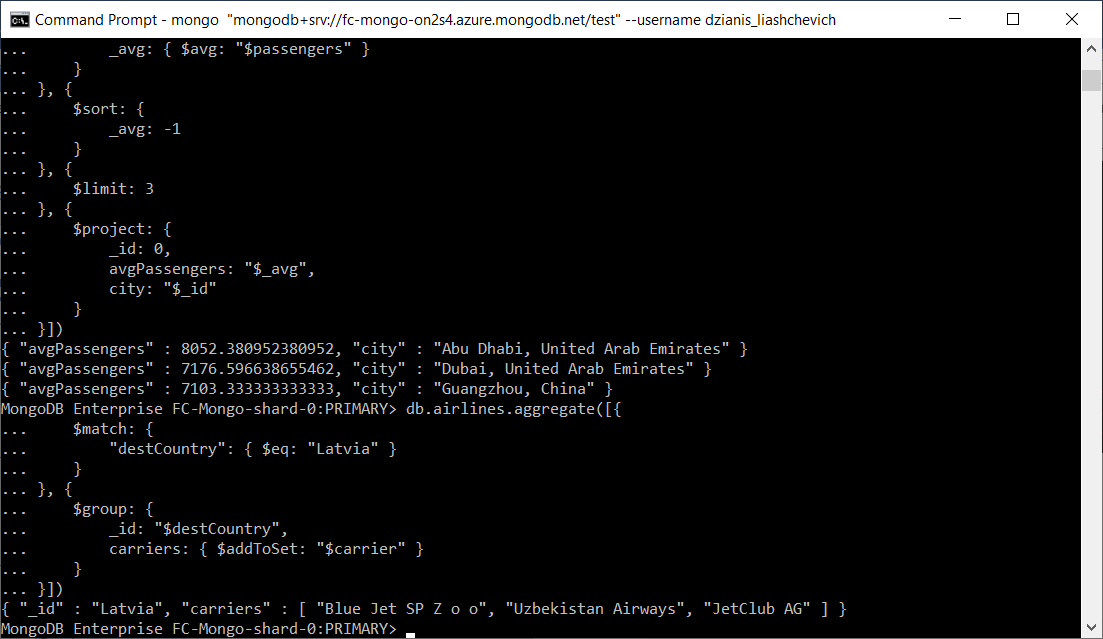 Command Prompt - mongo "mongodb+srv://fc-mongo-on2s4.azure.mongodb.net/test" --username dzianis_liashchevich
...         _avg: { $avg: "$passengers" }
...     }
... }, {
...     $sort: {
...         _avg: -1
...     }
... }, {
...     $limit: 3
... }, {
...     $project: {
...         _id: 0,
...         avgPassengers: "$_avg",
...         city: "$_id"
...     }
... }])
{ "avgPassengers" : 8052.380952380952, "city" : "Abu Dhabi, United Arab Emirates" }
{ "avgPassengers" : 7176.596638655462, "city" : "Dubai, United Arab Emirates" }
{ "avgPassengers" : 7103.333333333333, "city" : "Guangzhou, China" }
MongoDB Enterprise FC-Mongo-shard-0:PRIMARY> db.airlines.aggregate([{
...     $match: {
...         "destCountry": { $eq: "Latvia" }
...     }
... }, {
...     $group: {
...         _id: "$destCountry",
...         carriers: { $addToSet: "$carrier" }
...     }
... }])
{ "_id" : "Latvia", "carriers" : [ "Blue Jet SP Z o o", "Uzbekistan Airways", "JetClub AG" ] }
MongoDB Enterprise FC-Mongo-shard-0:PRIMARY>